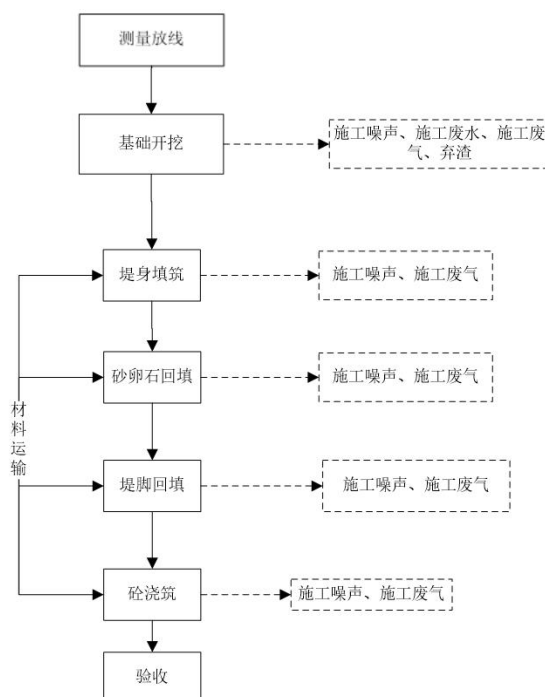 测量放线
基础开挖
施工噪声、施工废水、施工废
气、弃渣
堤身填筑
施工噪声、施工废气
砂卵石回填
施工噪声、施工废气
材料运输
堤脚回填
施工噪声、施工废气
砼浇筑
施工噪声、施工废气
验收